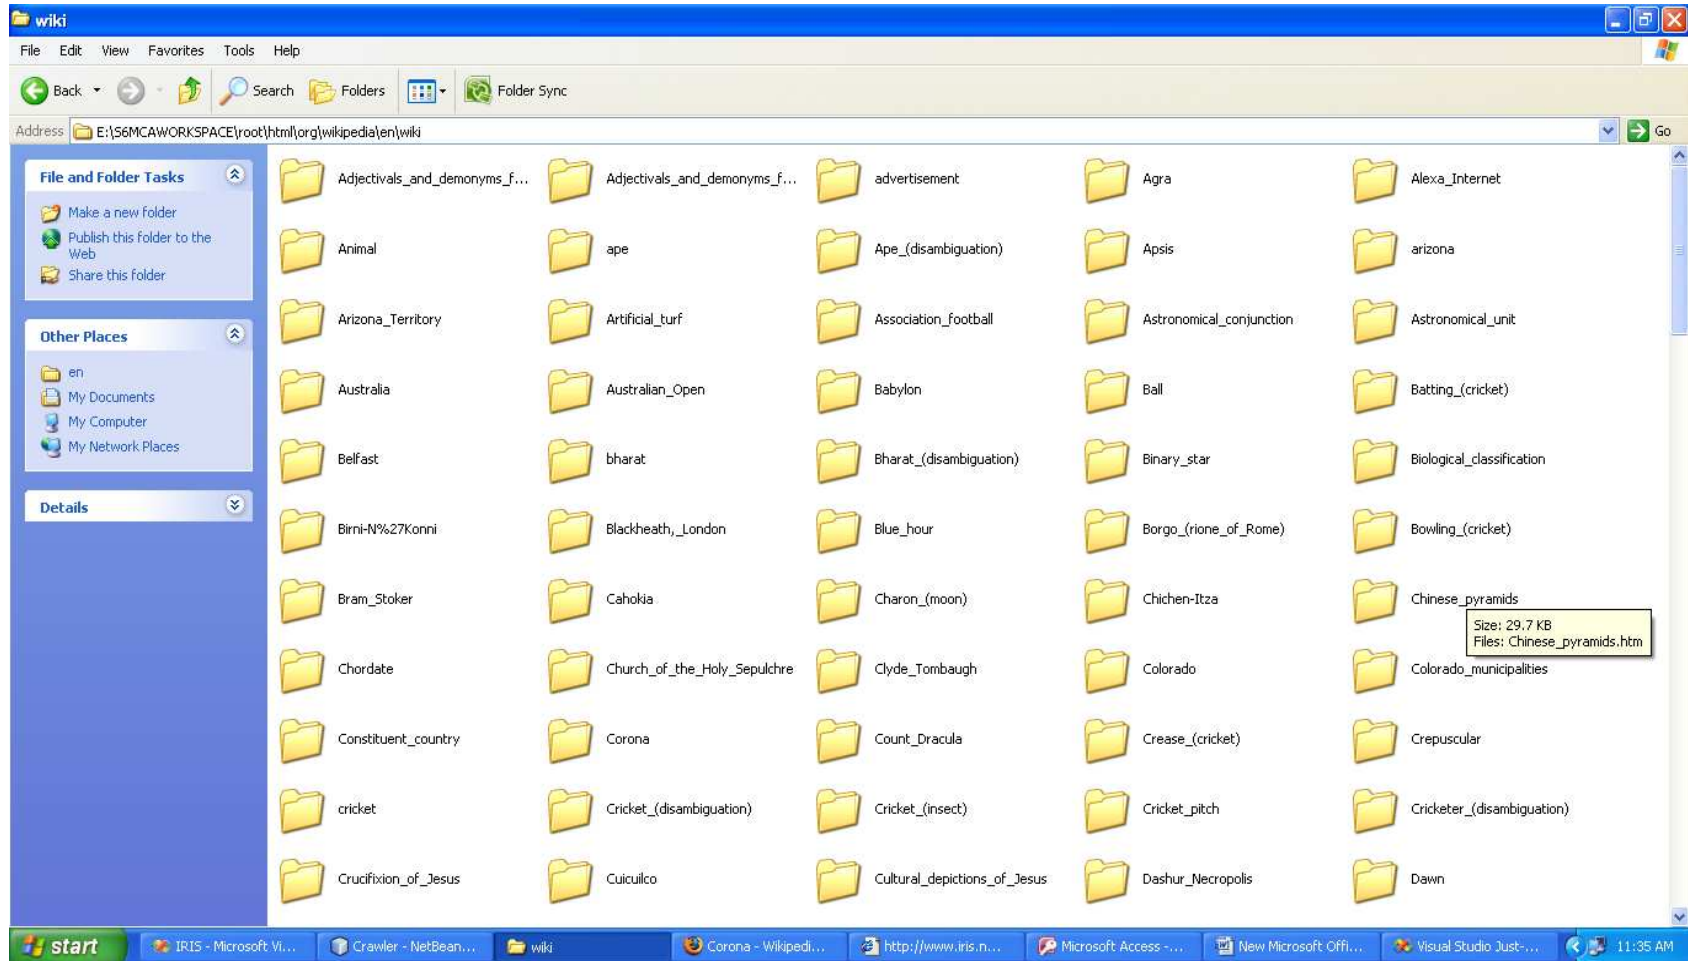 wiki
File Edit View Favorites Tools Help
Back Search Folders Folder Sync
Address E:\S6MCAWORKSPACE\root\html\org\wikipedia\en\wiki Go
File and Folder Tasks
Make a new folder
Publish this folder to the
Web
Share this folder
Other Places
en
My Documents
My Computer
My Network Places
Details
Adjectivals_and_demonyms_f... Adjectivals_and_demonyms_f... advertisement Agra Alexa_Internet
Animal ape Ape_(disambiguation) Apsis arizona
Arizona_Territory Artificial_turf Association_football Astronomical_conjunction Astronomical_unit
Australia Australian_Open Babylon Ball Batting_(cricket)
Belfast bharat Bharat_(disambiguation) Binary_star Biological_classification
Birni-N%27Konni Blackheath,_London Blue_hour Borgo_(rione_of_Rome) Bowling_(cricket)
Bram_Stoker Cahokia Charon_(moon) Chichen-Itza Chinese_pyramids
Size: 29.7 KB
Files: Chinese_pyramids.htm
Chordate Church_of_the_Holy_Sepulchre Clyde_Tombaugh Colorado Colorado_municipalities
Constituent_country Corona Count_Dracula Crease_(cricket) Crepuscular
cricket Cricket_(disambiguation) Cricket_(insect) Cricket_pitch Cricketer_(disambiguation)
Crucifixion_of_Jesus Cuicuilco Cultural_depictions_of_Jesus Dashur_Necropolis Dawn
start IRIS - Microsoft Vi... Crawler - NetBean... wiki Corona - Wikipedi... http://www.iris.n... Microsoft Access -... New Microsoft Offi... Visual Studio Just-... 11:35 AM